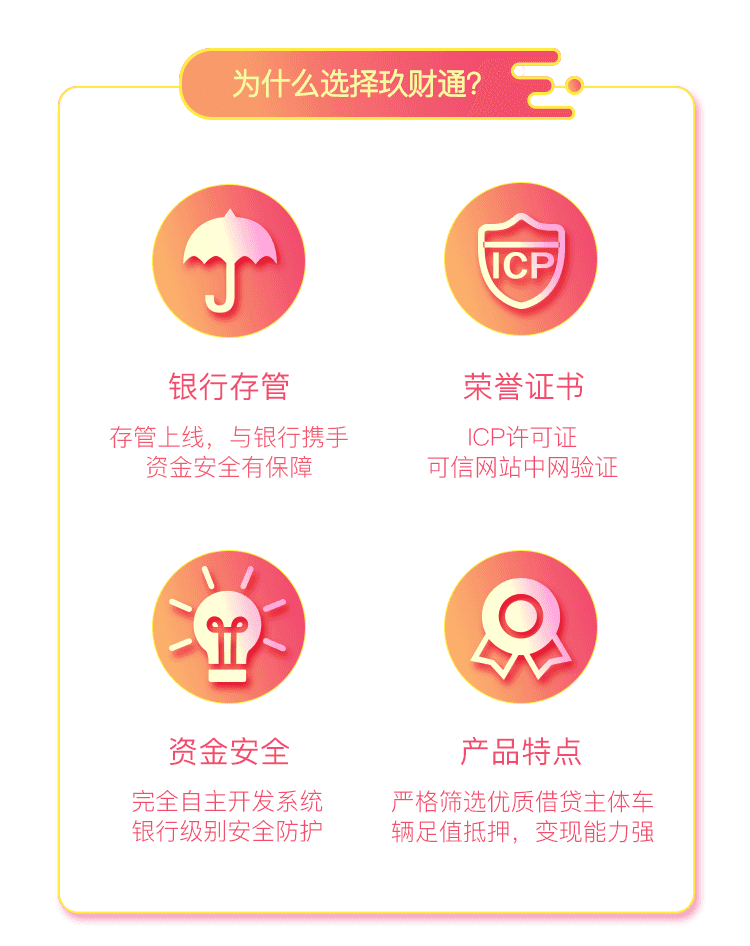 为什么选择玖财通?
ICP
银行存管
存管上线，与银行携手
资金安全有保障
荣誉证书
ICP许可证
可信网站中网验证
资金安全
完全自主开发系统
银行级别安全防护
产品特点
严格筛选优质借贷主体车
辆足值抵押，变现能力强